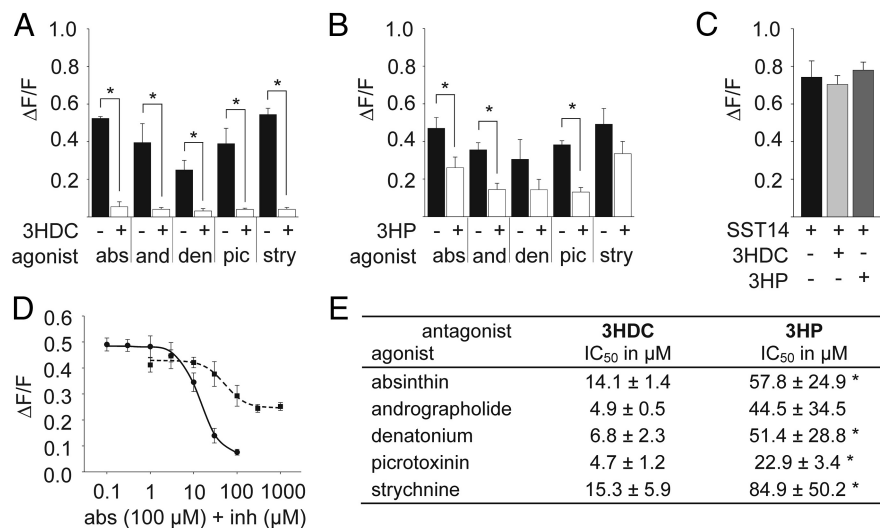 A
1.0
0.8
0.6
0.4
0.2
ΔF/F
* * * * *
3HDC - + - + - + - + - +
agonist abs and den pic stry
B
1.0
0.8
0.6
0.4
0.2
ΔF/F
* * *
3HP - + - + - + - + - +
agonist abs and den pic stry
C
1.0
0.8
0.6
0.4
0.2
ΔF/F
SST14 + + +
3HDC - + -
3HP - - +
D
0.6
0.5
0.4
0.3
0.2
0.1
0.0
ΔF/F
0.1 1 10 100 1000
abs (100 µM) + inh (µM)
E
antagonist 3HDC 3HP
agonist IC50 in µM IC50 in µM
absinthin 14.1 ± 1.4 57.8 ± 24.9 *
andrographolide 4.9 ± 0.5 44.5 ± 34.5
denatonium 6.8 ± 2.3 51.4 ± 28.8 *
picrotoxinin 4.7 ± 1.2 22.9 ± 3.4 *
strychnine 15.3 ± 5.9 84.9 ± 50.2 *